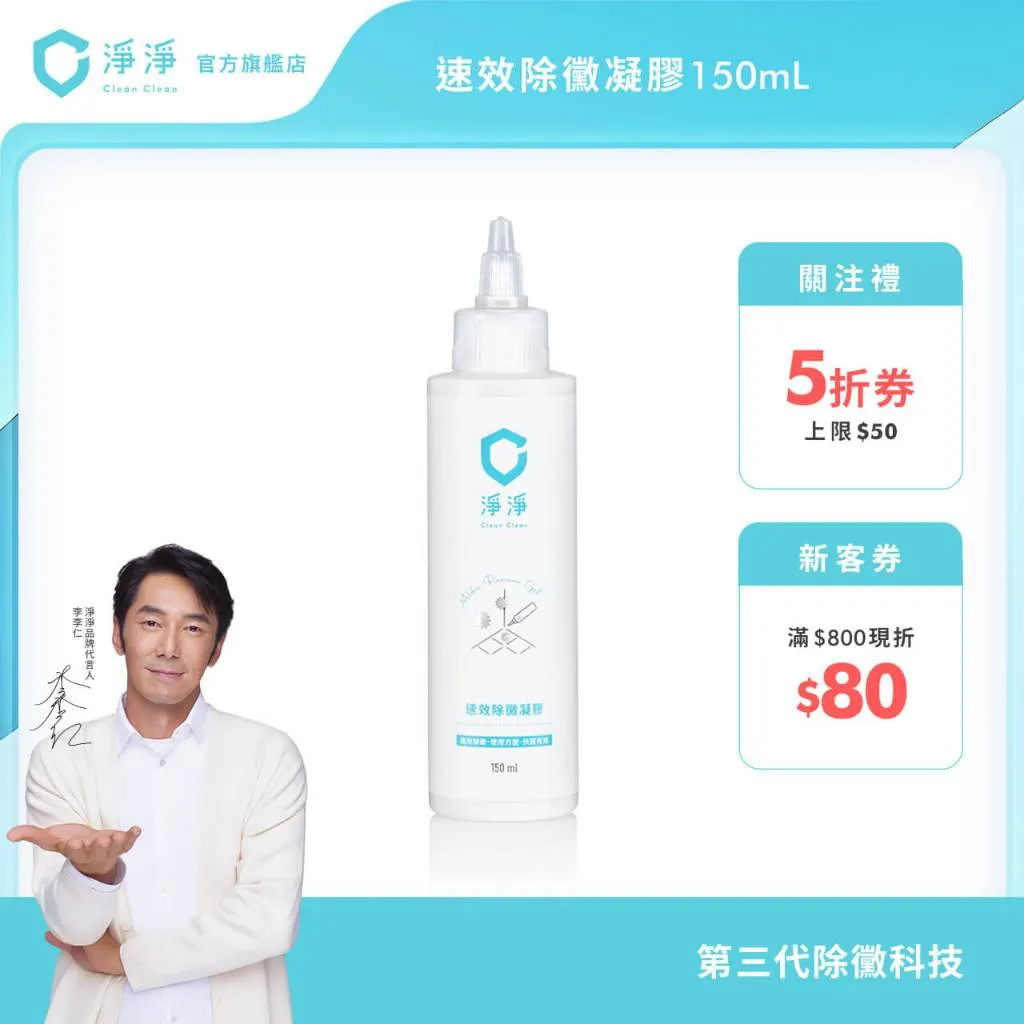 淨淨
Clean Clean
官方旗艦店
速效除黴凝膠150mL
關注禮
5折券
上限$50
新客券
滿$800現折
$80
淨淨
Clean Clean
速效除黴凝膠
150 ml
淨淨品牌代言人
李李仁
第三代除黴科技